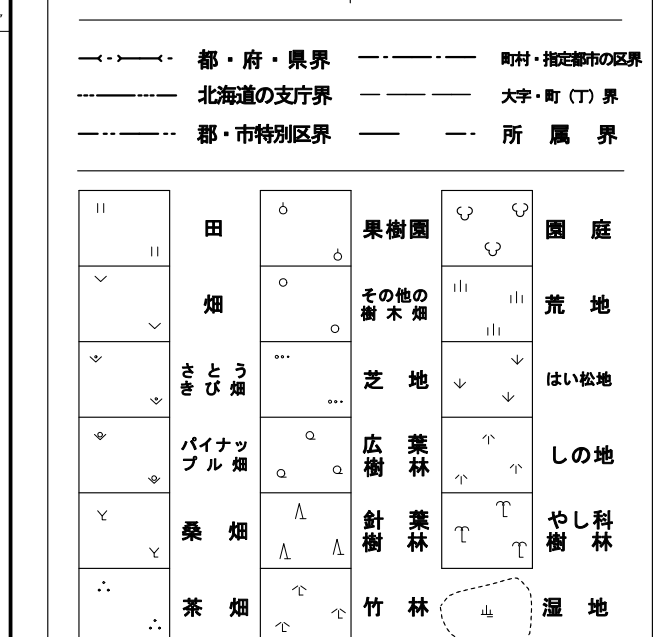 都・府・県界
町村・指定都市の区界
北海道の支庁界
大字・町（丁）界
郡・市特別区界
所属界
田
果樹園
園庭
畑
その他の
樹木畑
荒地
さとう
きび畑
芝地
はい松地
パイナッ
プル畑
広葉
樹林
しの地
桑畑
針葉
樹林
やし科
樹林
茶畑
竹林
湿地